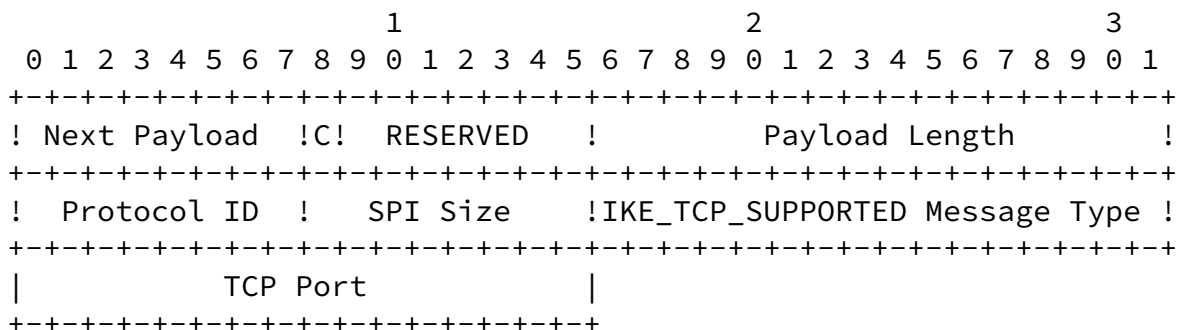 1                   2                   3
 0 1 2 3 4 5 6 7 8 9 0 1 2 3 4 5 6 7 8 9 0 1 2 3 4 5 6 7 8 9 0 1
+-+-+-+-+-+-+-+-+-+-+-+-+-+-+-+-+-+-+-+-+-+-+-+-+-+-+-+-+-+-+-+-+
! Next Payload  !C!  RESERVED   !         Payload Length        !
+-+-+-+-+-+-+-+-+-+-+-+-+-+-+-+-+-+-+-+-+-+-+-+-+-+-+-+-+-+-+-+-+
!  Protocol ID  !   SPI Size    !IKE_TCP_SUPPORTED Message Type !
+-+-+-+-+-+-+-+-+-+-+-+-+-+-+-+-+-+-+-+-+-+-+-+-+-+-+-+-+-+-+-+-+
|           TCP Port            |
+-+-+-+-+-+-+-+-+-+-+-+-+-+-+-+-+